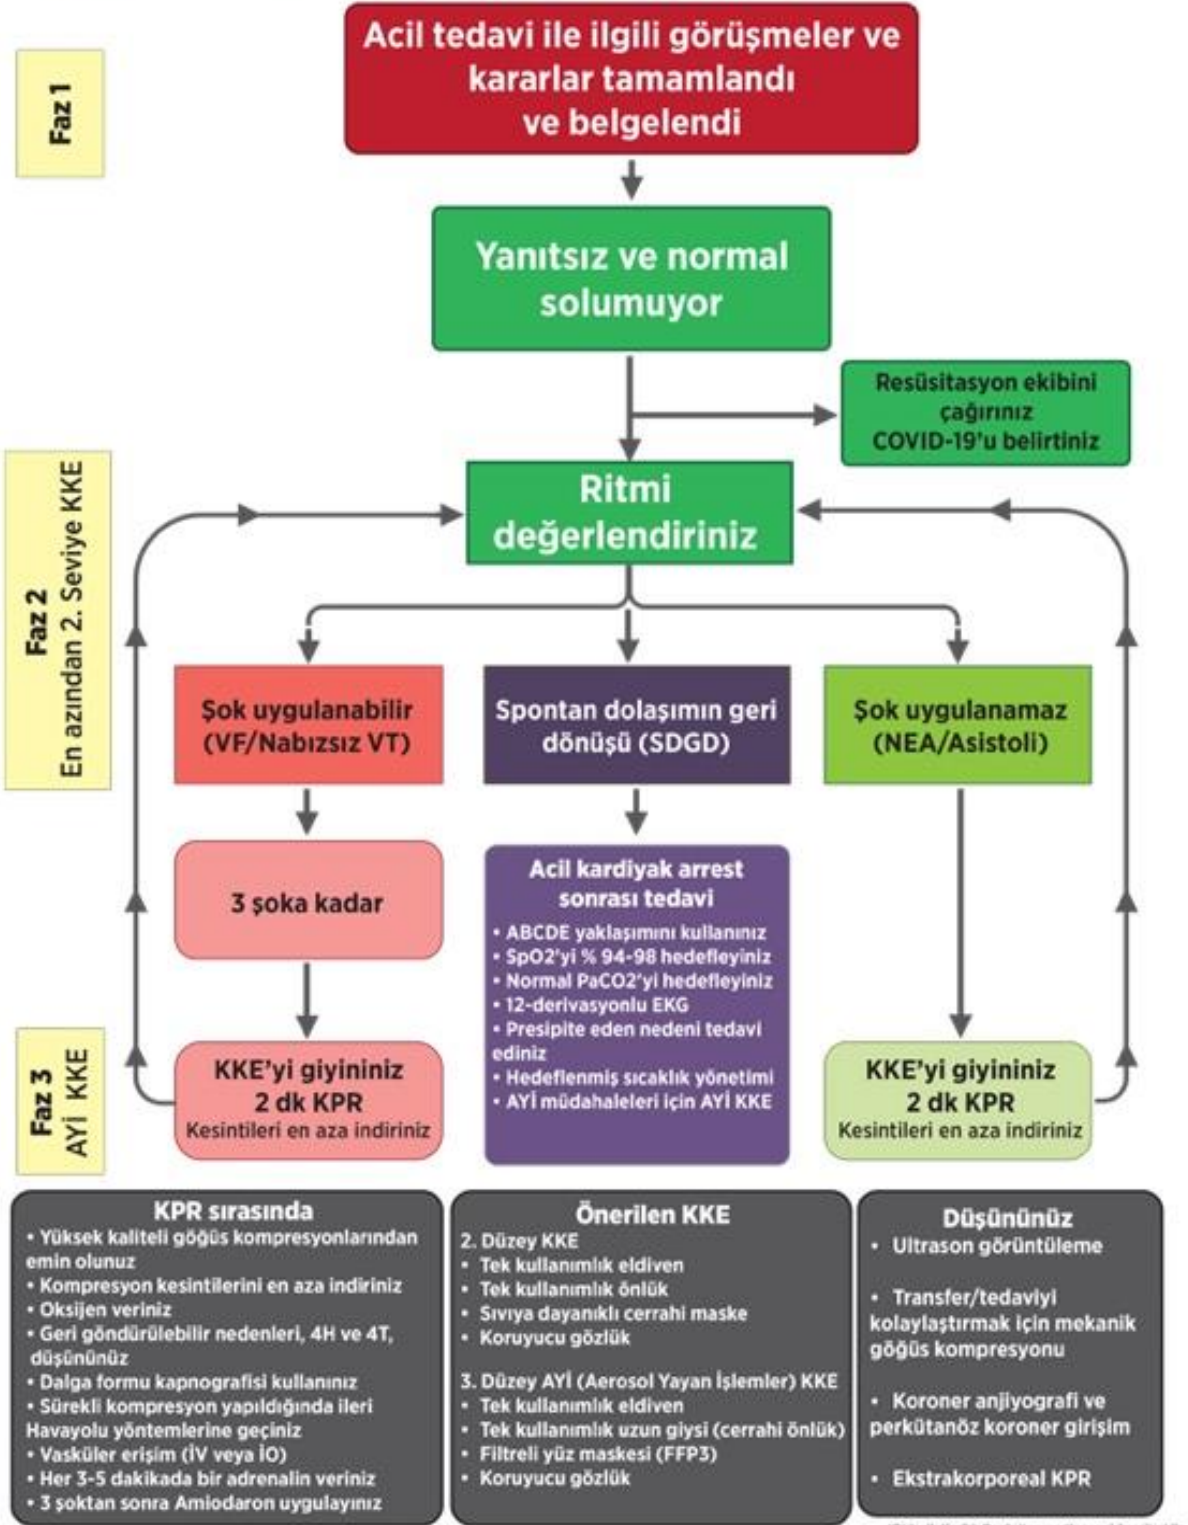 Acil tedavi ile ilgili görüşmeler ve
kararlar tamamlandı
ve belgelendi
Faz 1
Yanıtsız ve normal
solumuyor
Resüsitasyon ekibini
çağırınız
COVID-19'u belirtiniz
Faz 2
En azından 2. Seviye KKE
Ritmi
değerlendiriniz
Şok uygulanabilir
(VF/Nabızsız VT)
Spontan dolaşımın geri
dönüşü (SDGD)
Şok uygulanamaz
(NEA/Asistoli)
3 şoka kadar
Acil kardiyak arrest
sonrası tedavi
• ABCDE yaklaşımını kullanınız
• SpO2'yi % 94-98 hedefleyiniz
• Normal PaCO2'yi hedefleyiniz
• 12-derivasyonlu EKG
• Presipite eden nedeni tedavi
ediniz
• Hedeflenmiş sıcaklık yönetimi
• AYİ müdahaleleri için AYİ KKE
Faz 3
AYİ KKE
KKE'yi giyininiz
2 dk KPR
Kesintileri en aza indiriniz
KKE'yi giyininiz
2 dk KPR
Kesintileri en aza indiriniz
KPR sırasında
• Yüksek kaliteli göğüs kompresyonlarından
emin olunuz
• Kompresyon kesintilerini en aza indiriniz
• Oksijen veriniz
• Geri göndürülebilir nedenleri, 4H ve 4T,
düşününüz
• Dalga formu kapnografisi kullanınız
• Sürekli kompresyon yapıldığında ileri
Havayolu yöntemlerine geçiniz
• Vasküler erişim (İV veya İO)
• Her 3-5 dakikada bir adrenalin veriniz
• 3 şoktan sonra Amiodaron uygulayınız
Önerilen KKE
2. Düzey KKE
• Tek kullanımlık eldiven
• Tek kullanımlık önlük
• Sıvıya dayanıklı cerrahi maske
• Koruyucu gözlük
3. Düzey AYİ (Aerosol Yayan İşlemler) KKE
• Tek kullanımlık eldiven
• Tek kullanımlık uzun giysi (cerrahi önlük)
• Filtreli yüz maskesi (FFP3)
• Koruyucu gözlük
Düşününüz
• Ultrason görüntüleme
• Transfer/tedaviyi
kolaylaştırmak için mekanik
göğüs kompresyonu
• Koroner anjiyografi ve
perkütanöz koroner girişim
• Ekstrakorporeal KPR